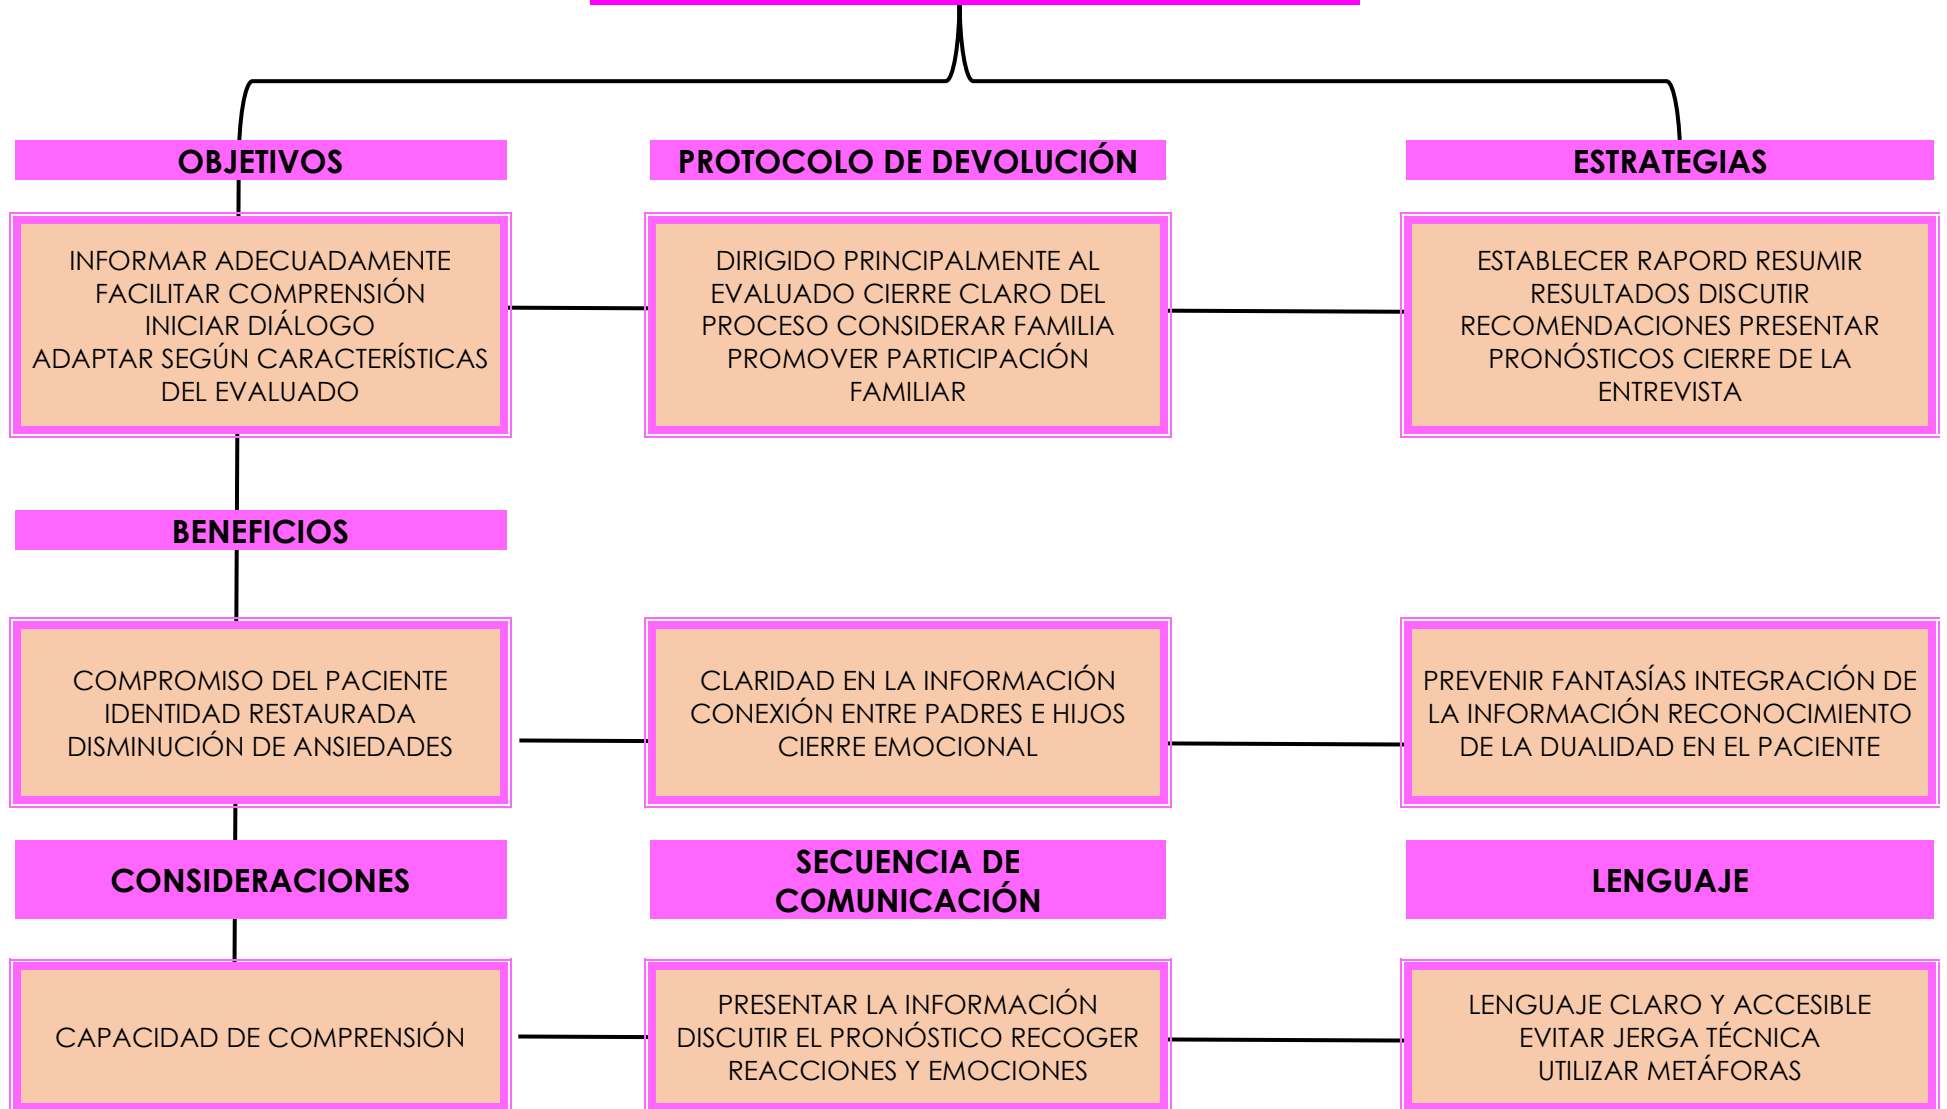 OBJETIVOS
PROTOCOLO DE DEVOLUCIÓN
ESTRATEGIAS
INFORMAR ADECUADAMENTE
FACILITAR COMPRENSIÓN
INICIAR DIÁLOGO
ADAPTAR SEGÚN CARACTERÍSTICAS
DEL EVALUADO
DIRIGIDO PRINCIPALMENTE AL
EVALUADO CIERRE CLARO DEL
PROCESO CONSIDERAR FAMILIA
PROMOVER PARTICIPACIÓN
FAMILIAR
ESTABLECER RAPORD RESUMIR
RESULTADOS DISCUTIR
RECOMENDACIONES PRESENTAR
PRONÓSTICOS CIERRE DE LA
ENTREVISTA
BENEFICIOS
COMPROMISO DEL PACIENTE
IDENTIDAD RESTAURADA
DISMINUCIÓN DE ANSIEDADES
CLARIDAD EN LA INFORMACIÓN
CONEXIÓN ENTRE PADRES E HIJOS
CIERRE EMOCIONAL
PREVENIR FANTASÍAS INTEGRACIÓN DE
LA INFORMACIÓN RECONOCIMIENTO
DE LA DUALIDAD EN EL PACIENTE
CONSIDERACIONES
SECUENCIA DE
COMUNICACIÓN
LENGUAJE
CAPACIDAD DE COMPRENSIÓN
PRESENTAR LA INFORMACIÓN
DISCUTIR EL PRONÓSTICO RECOGER
REACCIONES Y EMOCIONES
LENGUAJE CLARO Y ACCESIBLE
EVITAR JERGA TÉCNICA
UTILIZAR METÁFORAS